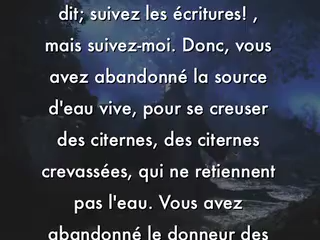 dit; suivez les écritures! ,
mais suivez-moi. Donc, vous
avez abandonné la source
d'eau vive, pour se creuser
des citernes, des citernes
crevassées, qui ne retiennent
pas l'eau. Vous avez
abandonné le donneur des